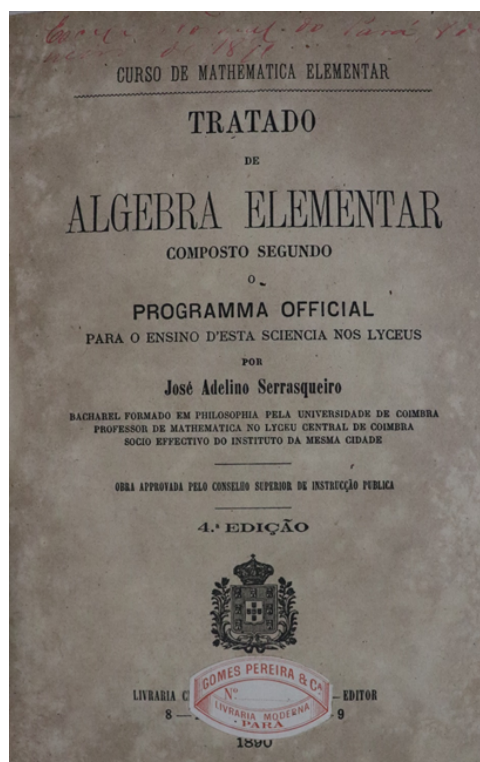 do Pará
CURSO DE MATHEMATICA ELEMENTAR
TRATADO
DE
ALGEBRA ELEMENTAR
COMPOSTO SEGUNDO
O
PROGRAMMA OFFICIAL
PARA O ENSINO D'ESTA SCIENCIA NOS LYCEUS
POR
José Adelino Serrasqueiro
BACHAREL FORMADO EM PHILOSOPHIA PELA UNIVERSIDADE DE COIMBRA
PROFESSOR DE MATHEMATICA NO LYCEU CENTRAL DE COIMBRA
SOCIO EFFECTIVO DO INSTITUTO DA MESMA CIDADE
OBRA APPROVADA PELO CONSELHO SUPERIOR DE INSTRUCÇÃO PUBLICA
4.ª EDIÇÃO
GOMES PEREIRA & Cª
Nº
LIVRARIA MODERNA
PARÁ
LIVRARIA C — EDITOR
8 — 9
1890